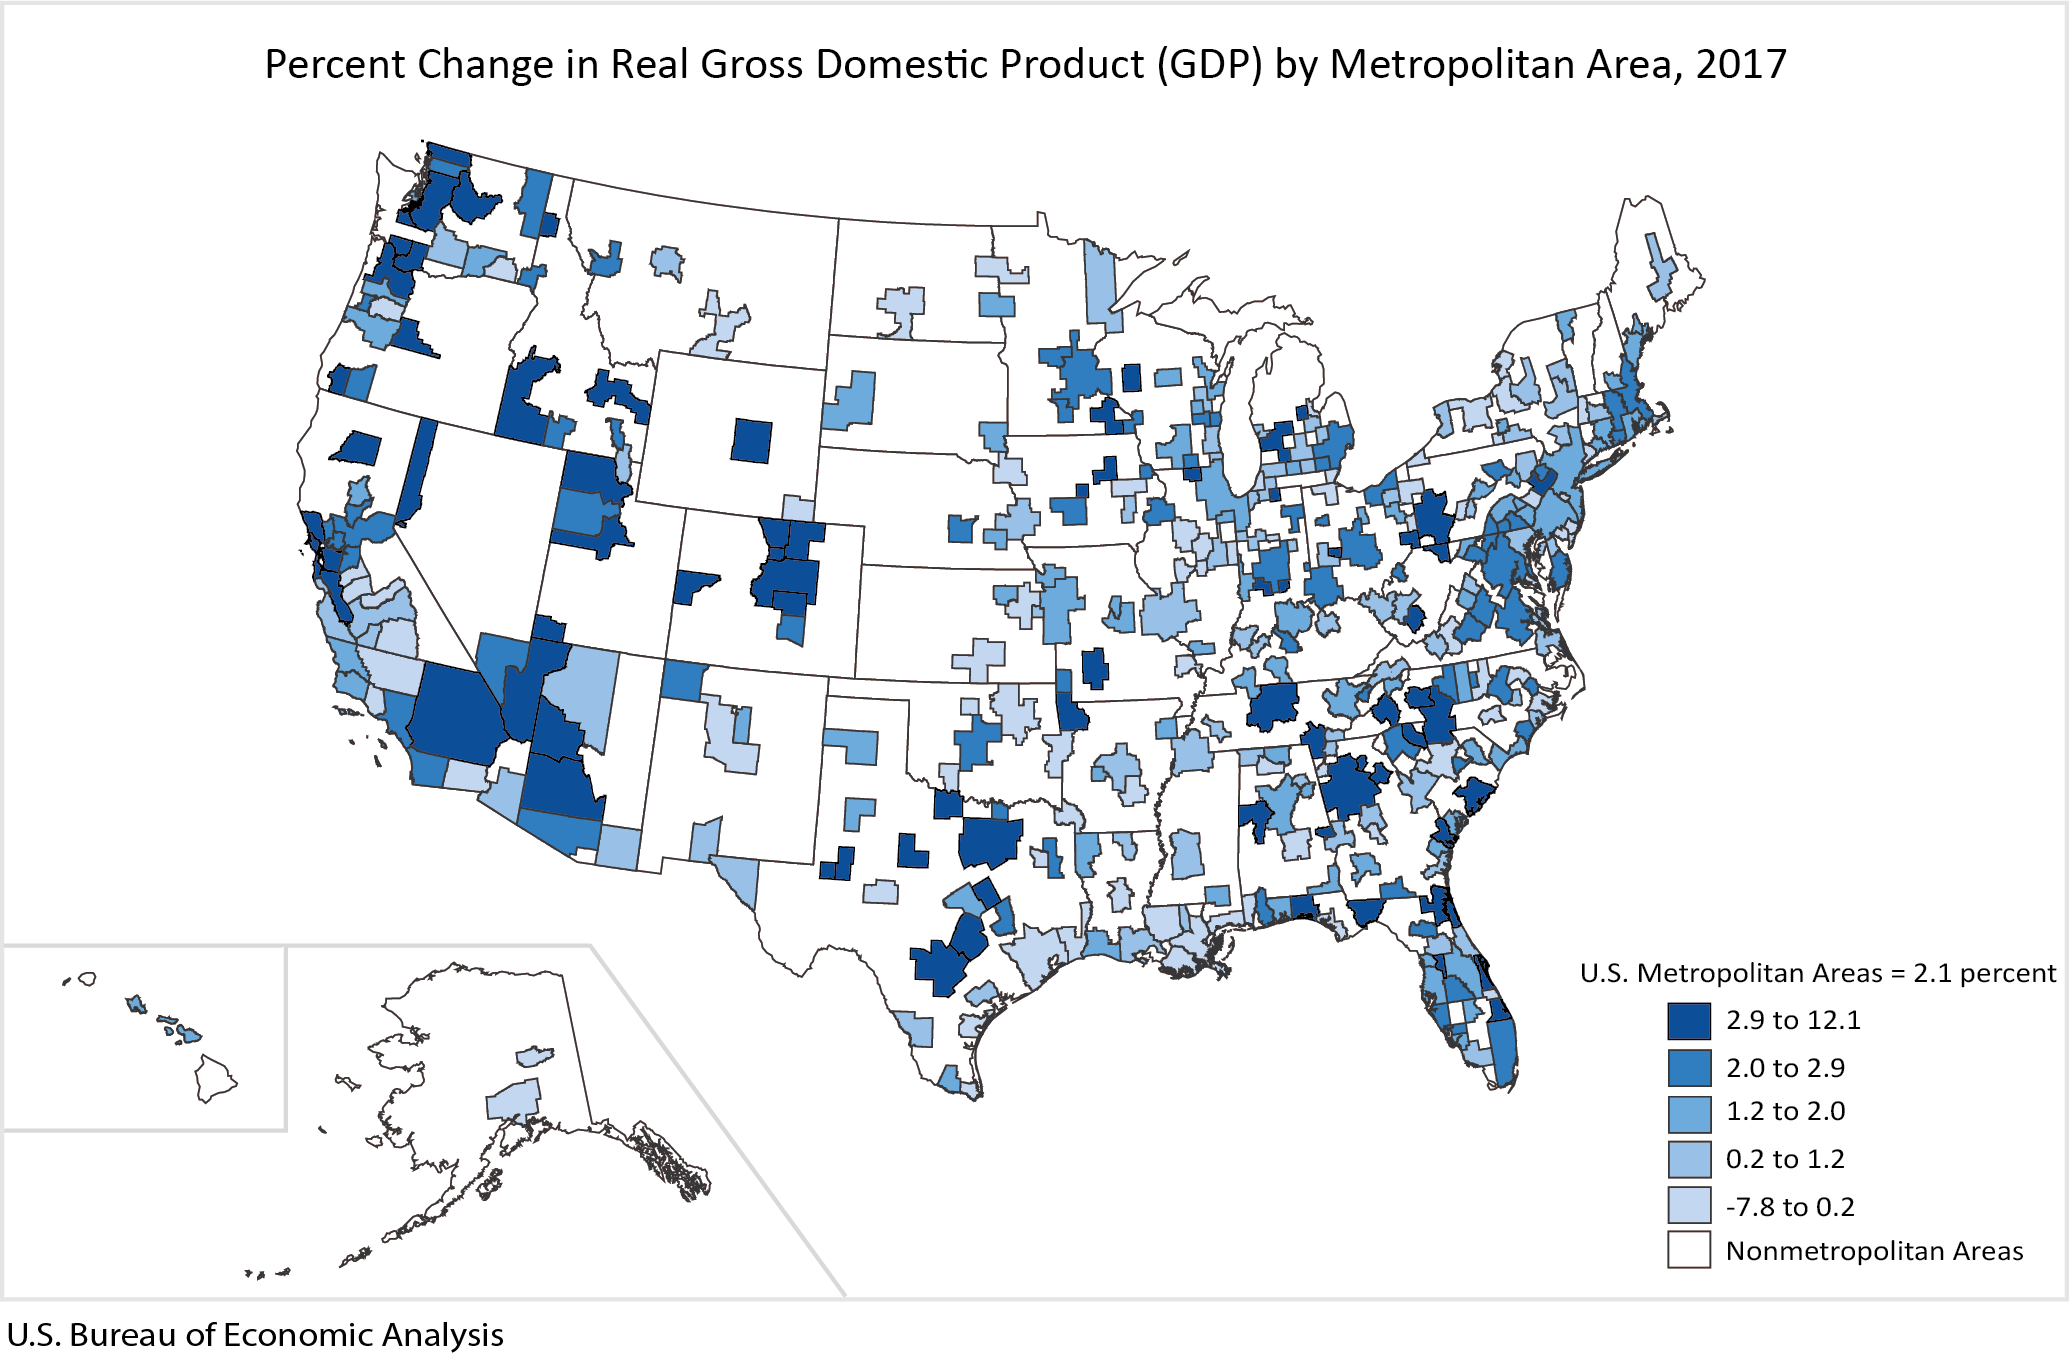 Percent Change in Real Gross Domestic Product (GDP) by Metropolitan Area, 2017
U.S. Metropolitan Areas = 2.1 percent
2.9 to 12.1
2.0 to 2.9
1.2 to 2.0
0.2 to 1.2
-7.8 to 0.2
Nonmetropolitan Areas
U.S. Bureau of Economic Analysis